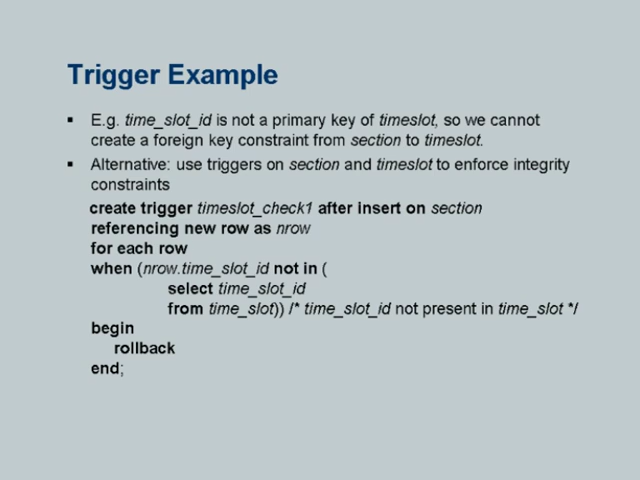 Trigger Example
▪ E.g. time_slot_id is not a primary key of timeslot, so we cannot
create a foreign key constraint from section to timeslot.
▪ Alternative: use triggers on section and timeslot to enforce integrity
constraints
create trigger timeslot_check1 after insert on section
referencing new row as nrow
for each row
when (nrow.time_slot_id not in (
select time_slot_id
from time_slot)) /* time_slot_id not present in time_slot */
begin
rollback
end;